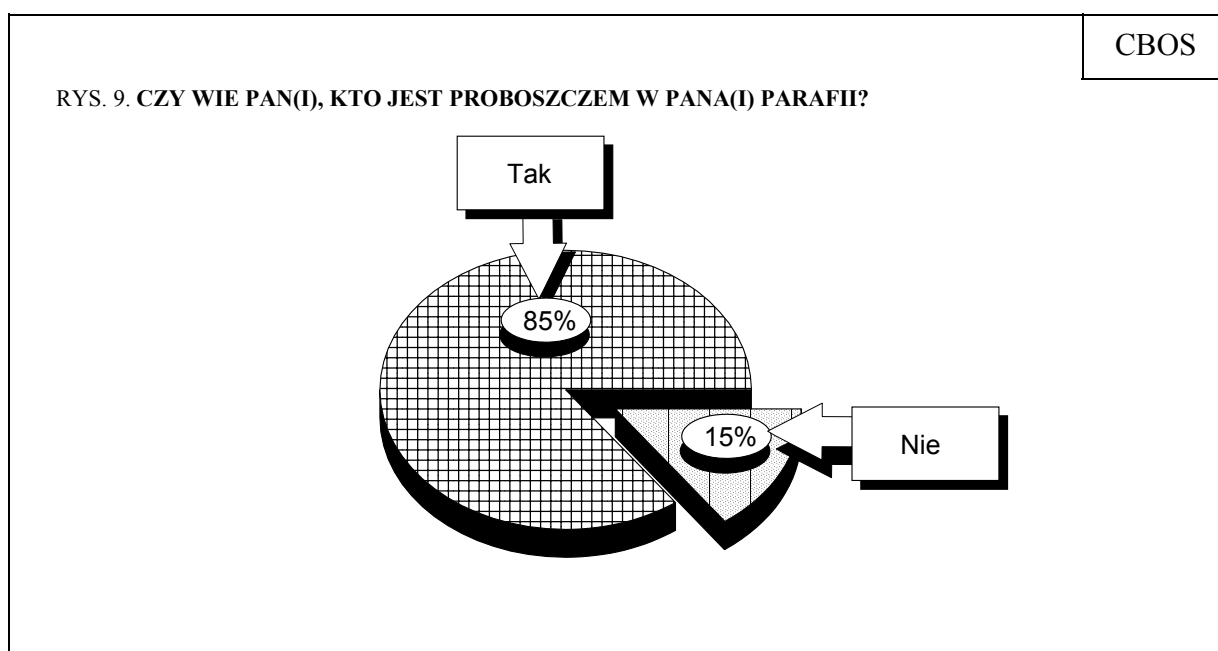 CBOS
RYS. 9. CZY WIE PAN(I), KTO JEST PROBOSZCZEM W PANA(I) PARAFII?
Tak
85%
15%
Nie